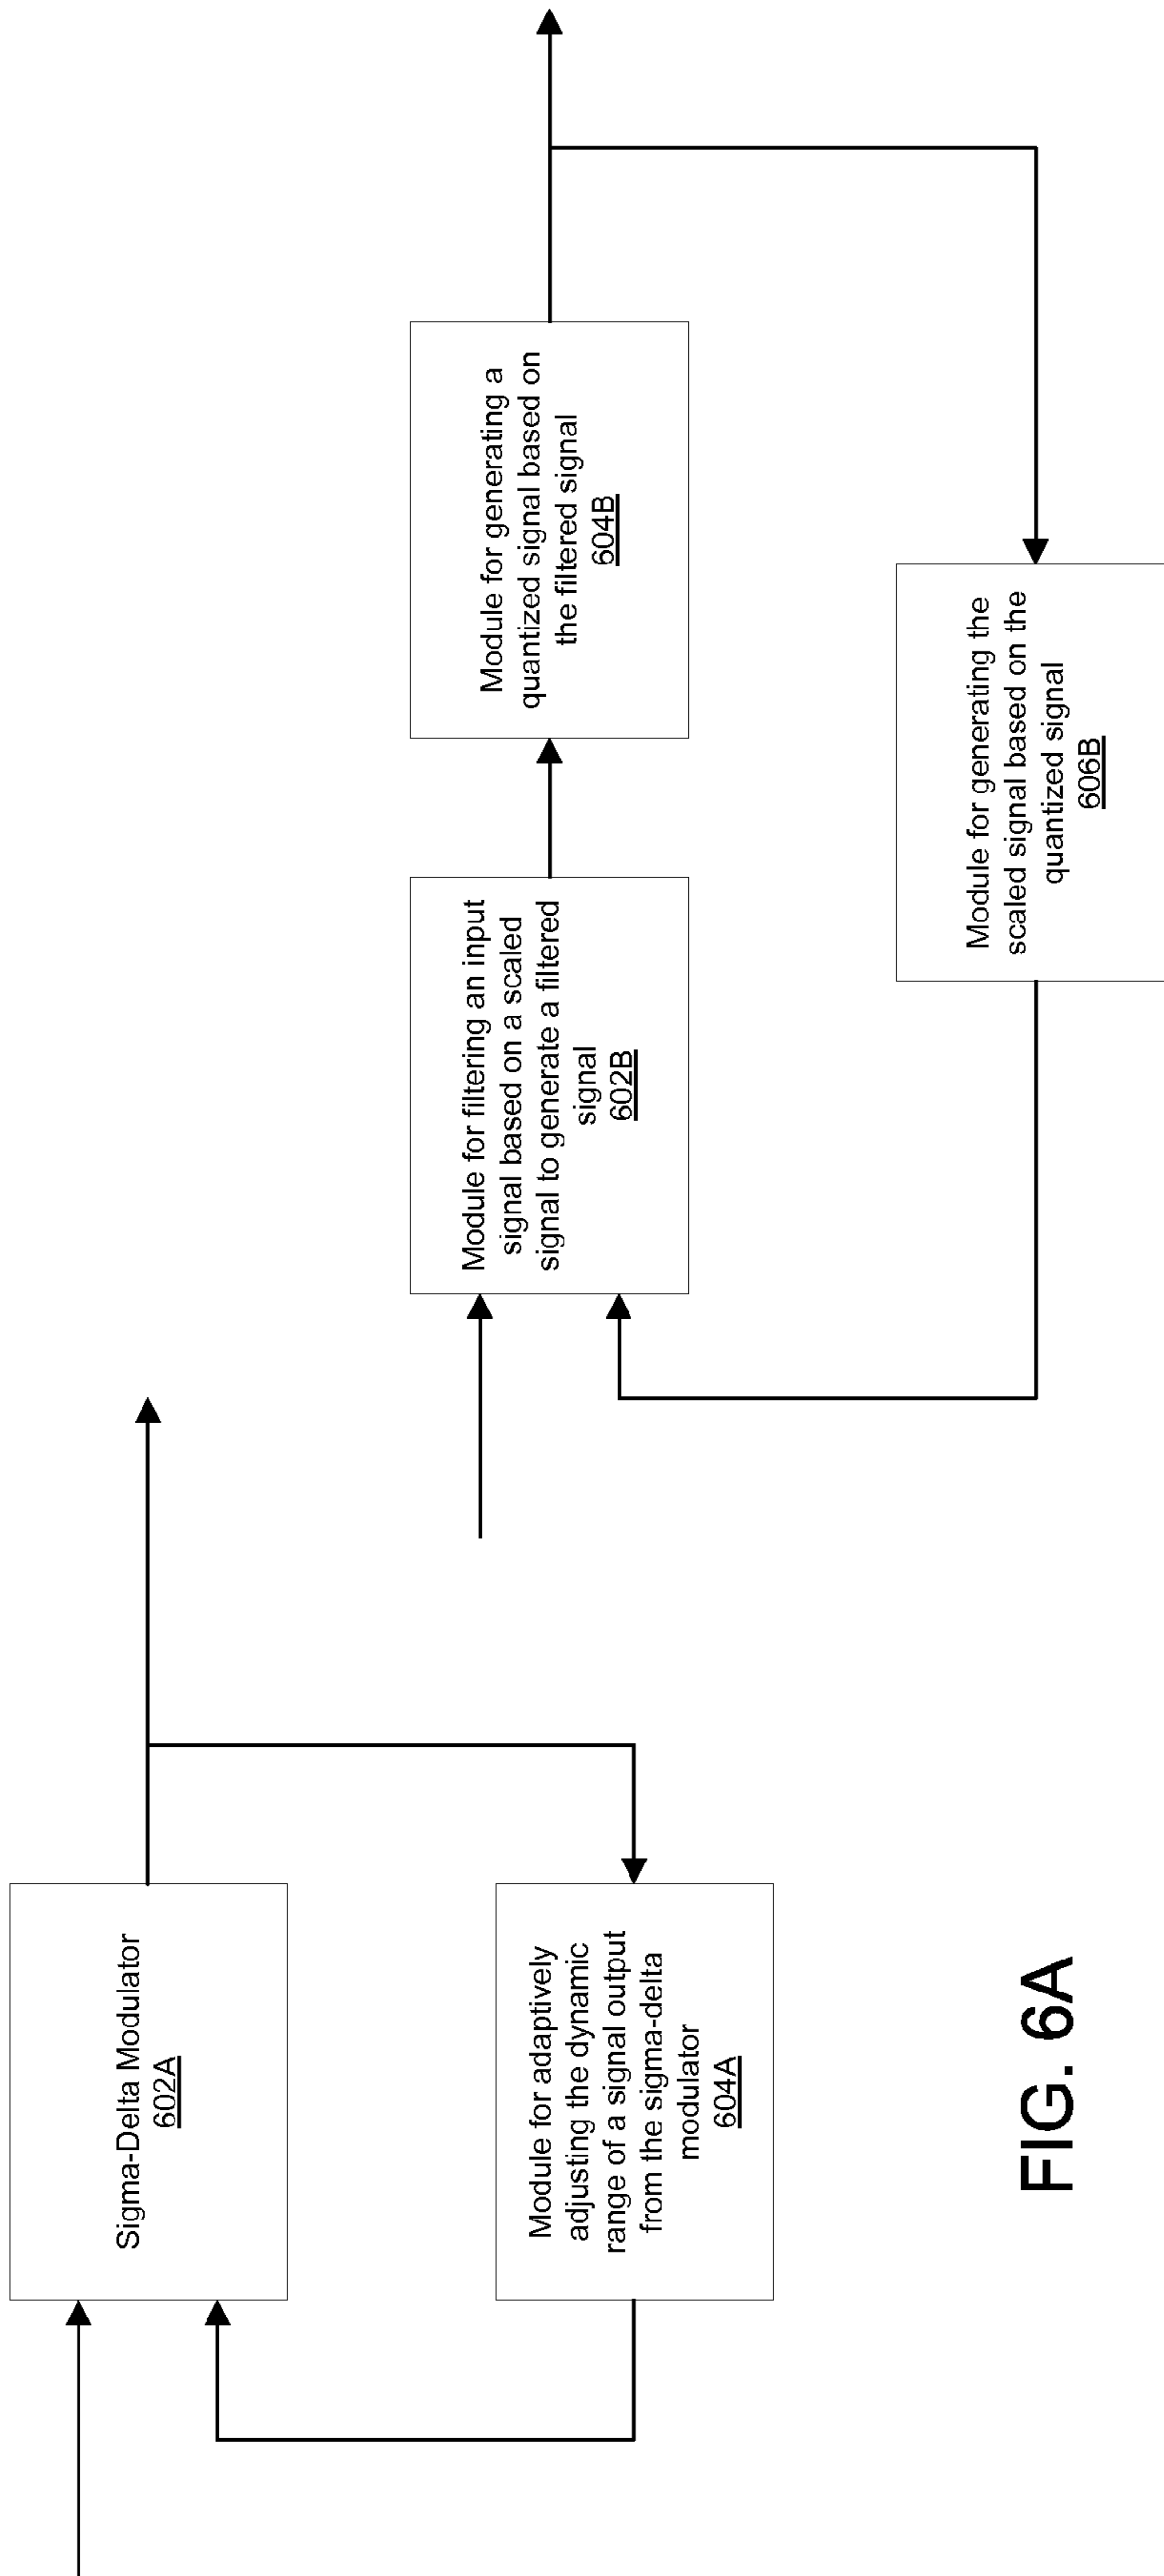 Sigma-Delta Modulator
602A
Module for adaptively
adjusting the dynamic
range of a signal output
from the sigma-delta
modulator
604A
FIG. 6A
Module for filtering an input
signal based on a scaled
signal to generate a filtered
signal
602B
Module for generating a
quantized signal based on
the filtered signal
604B
Module for generating the
scaled signal based on the
quantized signal
606B